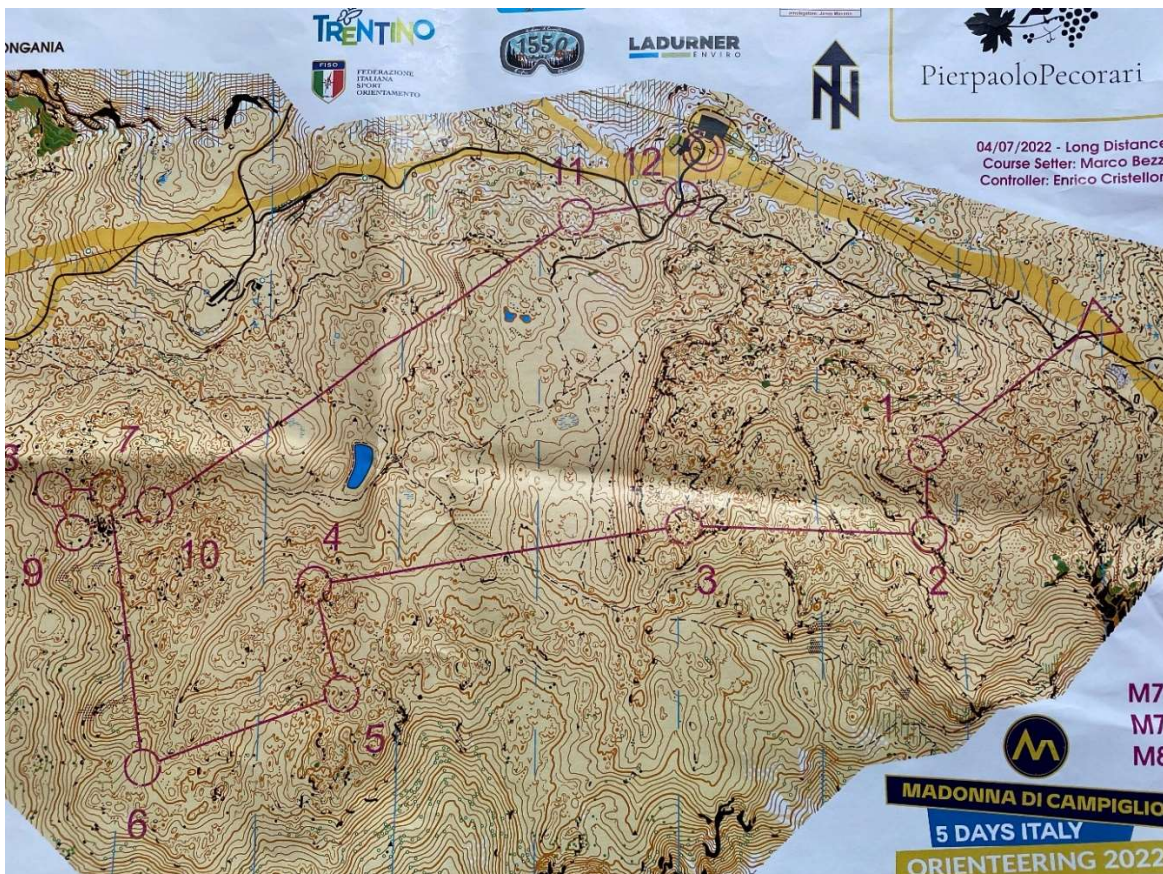 ONGANIA
TRENTINO
FISO
FEDERAZIONE
ITALIANA
SPORT
ORIENTAMENTO
1550
LADURNER
ENVIRO
PierpaoloPecorari
04/07/2022 - Long Distance
Course Setter: Marco Bezz
Controller: Enrico Cristellon
11
12
1
7
4
9
10
3
2
5
6
M7
M7
M8
MADONNA DI CAMPIGLIO
5 DAYS ITALY
ORIENTEERING 2022